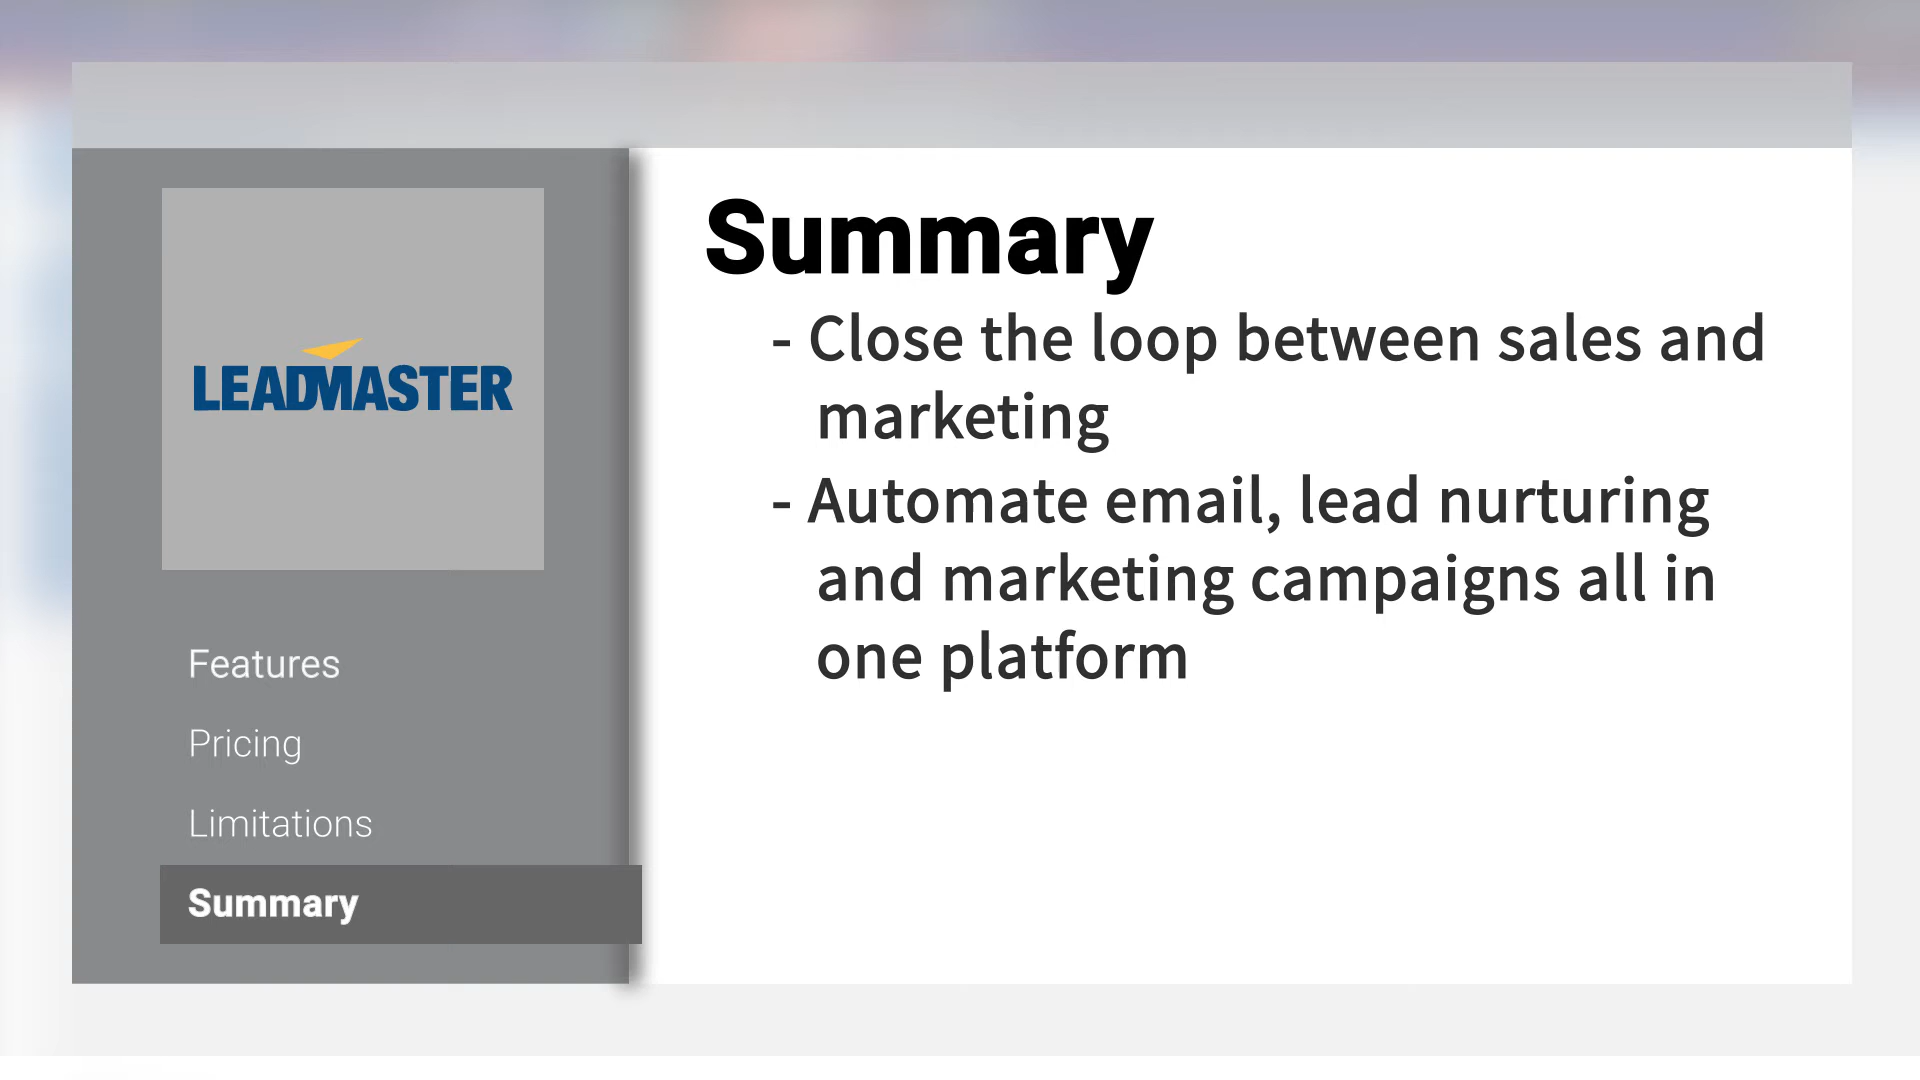 LEADMASTER
Features
Pricing
Limitations
Summary
Summary
- Close the loop between sales and
marketing
- Automate email, lead nurturing
and marketing campaigns all in
one platform